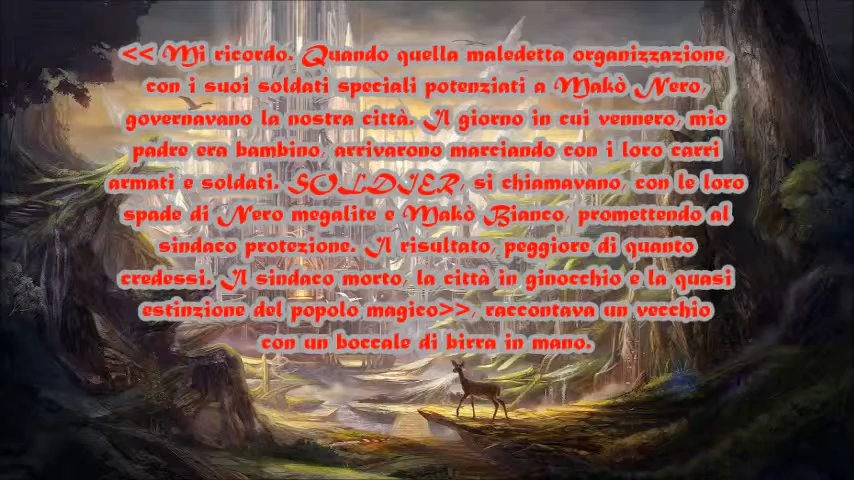 << Mi ricordo. Quando quella maledetta organizzazione,
con i suoi soldati speciali potenziati a Makò Nero,
governavano la nostra città. Il giorno in cui vennero, mio
padre era bambino, arrivarono marciando con i loro carri
armati e soldati. SOLDIER, si chiamavano, con le loro
spade di Nero megalite e Makò Bianco, promettendo al
sindaco protezione. Il risultato, peggiore di quanto
credessi. Il sindaco morto, la città in ginocchio e la quasi
estinzione del popolo magico>>, raccontava un vecchio
con un boccale di birra in mano.